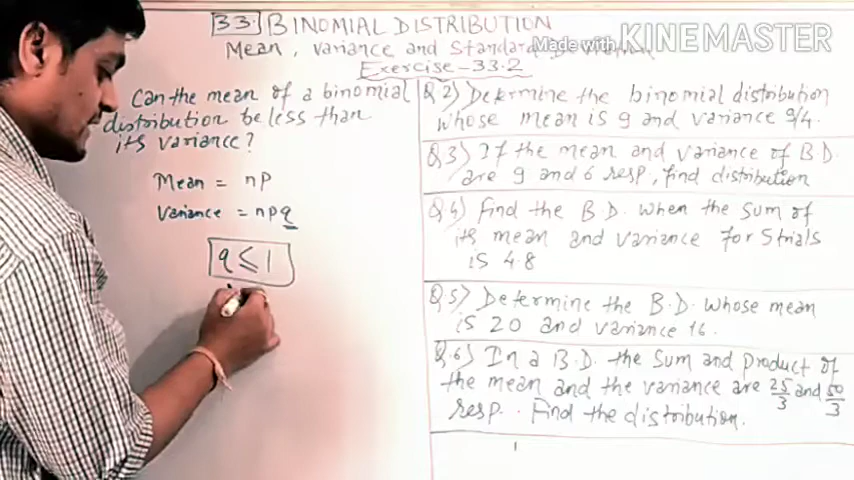 33. BINOMIAL DISTRIBUTION
Mean, variance and Standard
Made with KINEMASTER
Exercise-33.2
Can the mean of a binomial
distribution be less than
its variance?
Mean = np
Variance = npq
q ≤ 1
Q.2) Determine the binomial distribution
whose mean is 9 and variance 9/4.
Q.3) If the mean and variance of B.D.
are 9 and 6 resp, find distribution
Q.4) Find the B.D. when the sum of
its mean and variance for 5 trials
is 4.8
Q.5) Determine the B.D. whose mean
is 20 and variance 16.
Q.6) In a B.D. the sum and product of
the mean and the variance are 25/3 and 50/3
resp. Find the distribution.